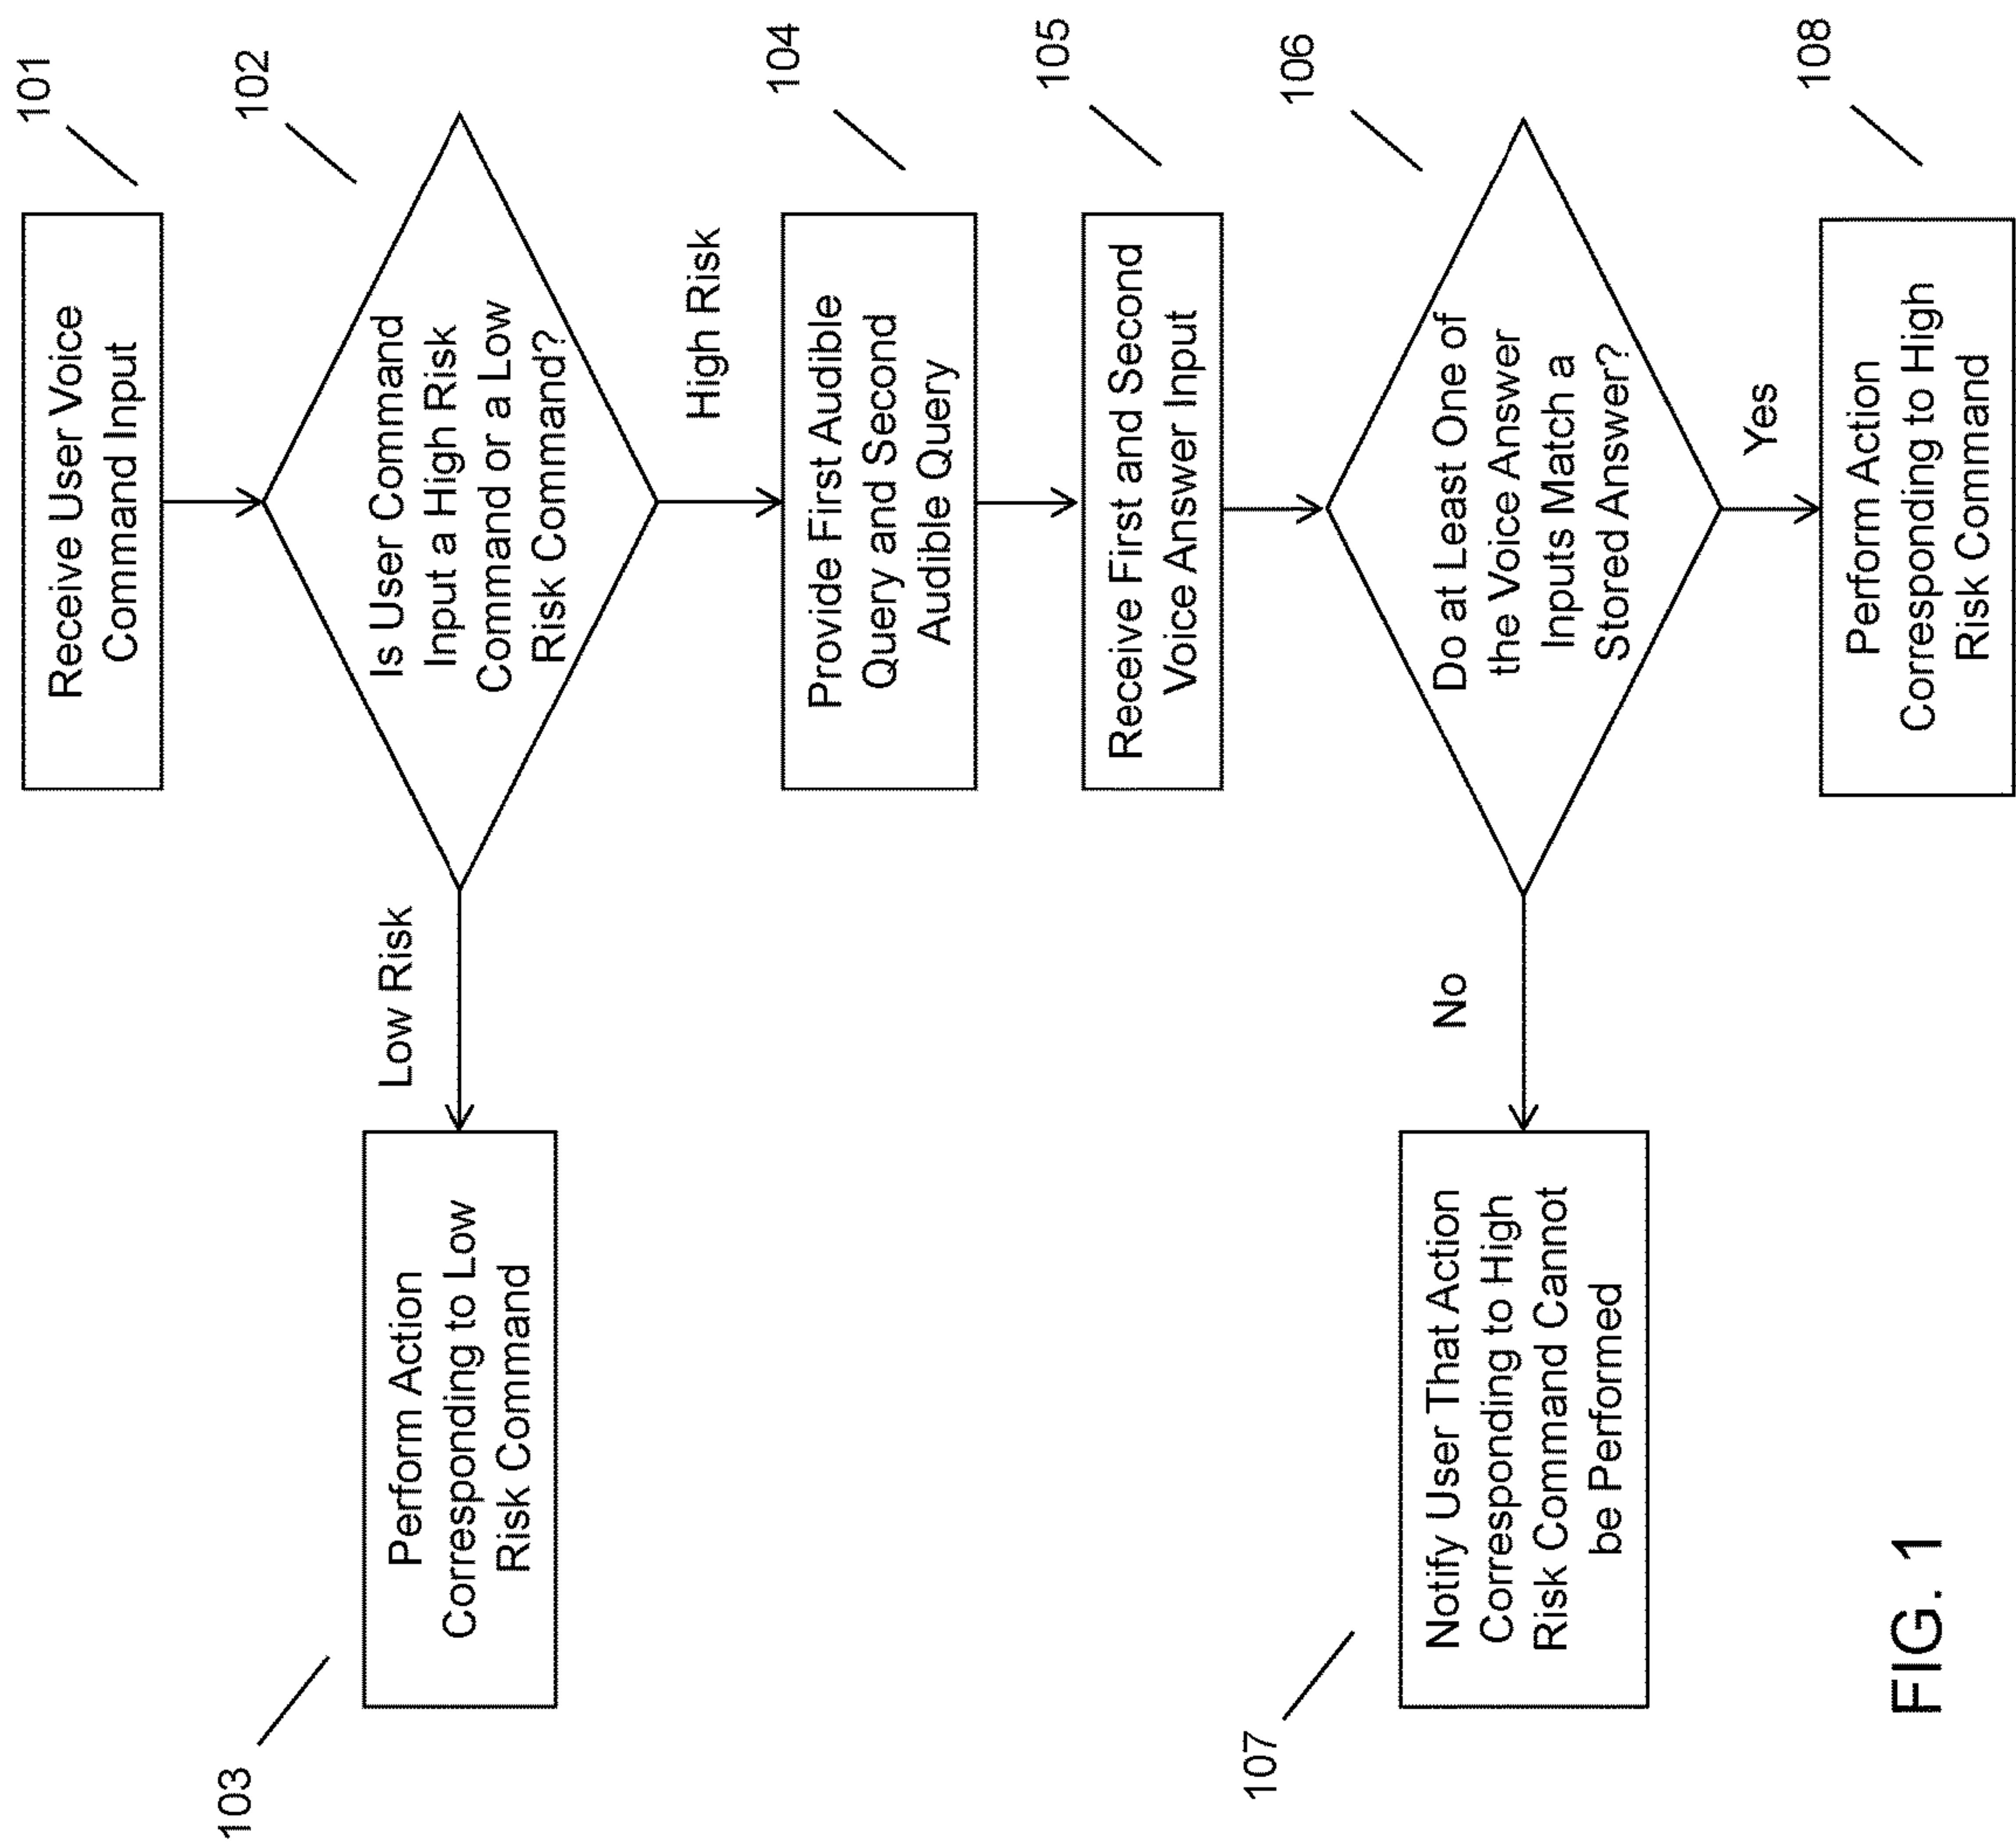 101
Receive User Voice
Command Input
102
Is User Command
Input a High Risk
Command or a Low
Risk Command?
Low Risk
103
Perform Action
Corresponding to Low
Risk Command
High Risk
104
Provide First Audible
Query and Second
Audible Query
105
Receive First and Second
Voice Answer Input
106
Do at Least One of
the Voice Answer
Inputs Match a
Stored Answer?
No
107
Notify User That Action
Corresponding to High
Risk Command Cannot
be Performed
Yes
108
Perform Action
Corresponding to High
Risk Command
FIG. 1